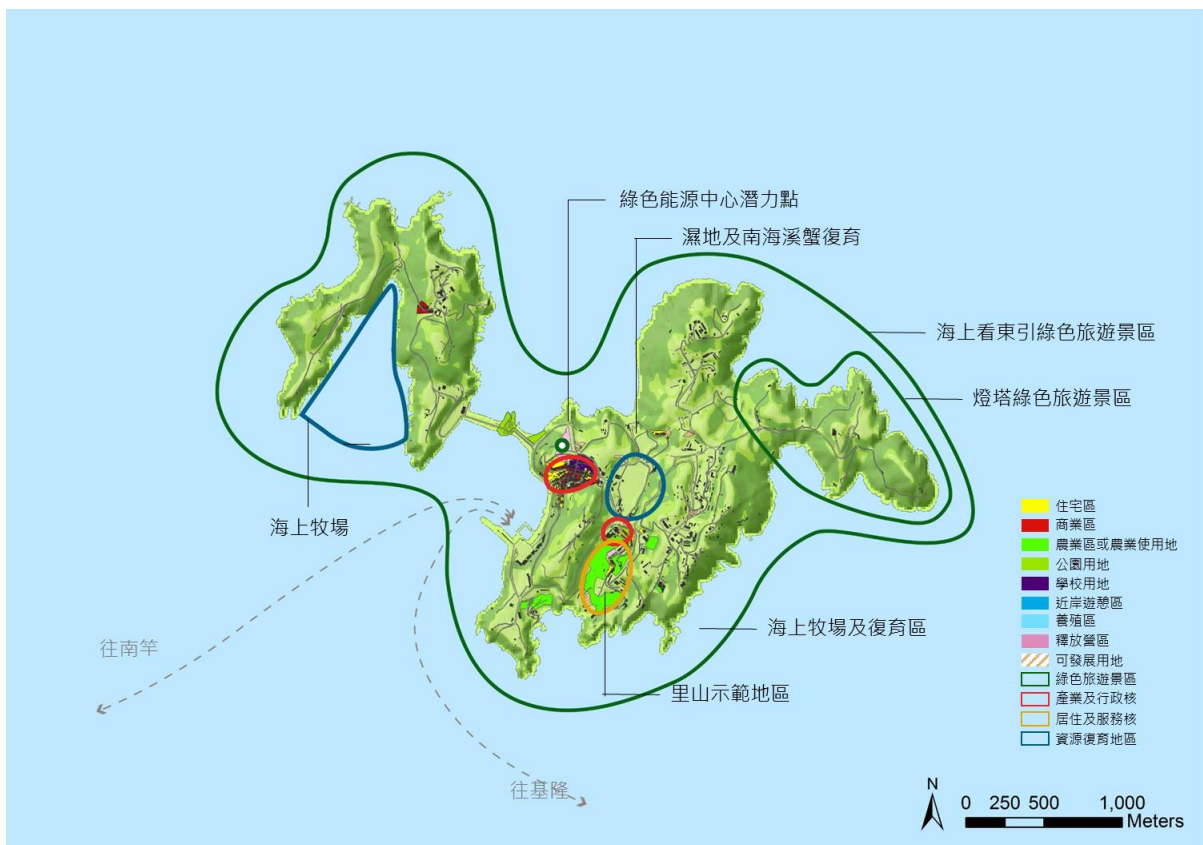 綠色能源中心潛力點
濕地及南海溪蟹復育
海上看東引綠色旅遊景區
燈塔綠色旅遊景區
海上牧場
海上牧場及復育區
里山示範地區
往南竿
往基隆
住宅區
商業區
農業區或農業使用地
公園用地
學校用地
近岸遊憩區
養殖區
釋放營區
可發展用地
綠色旅遊景區
產業及行政核
居住及服務核
資源復育地區
N
0 250 500 1,000
Meters